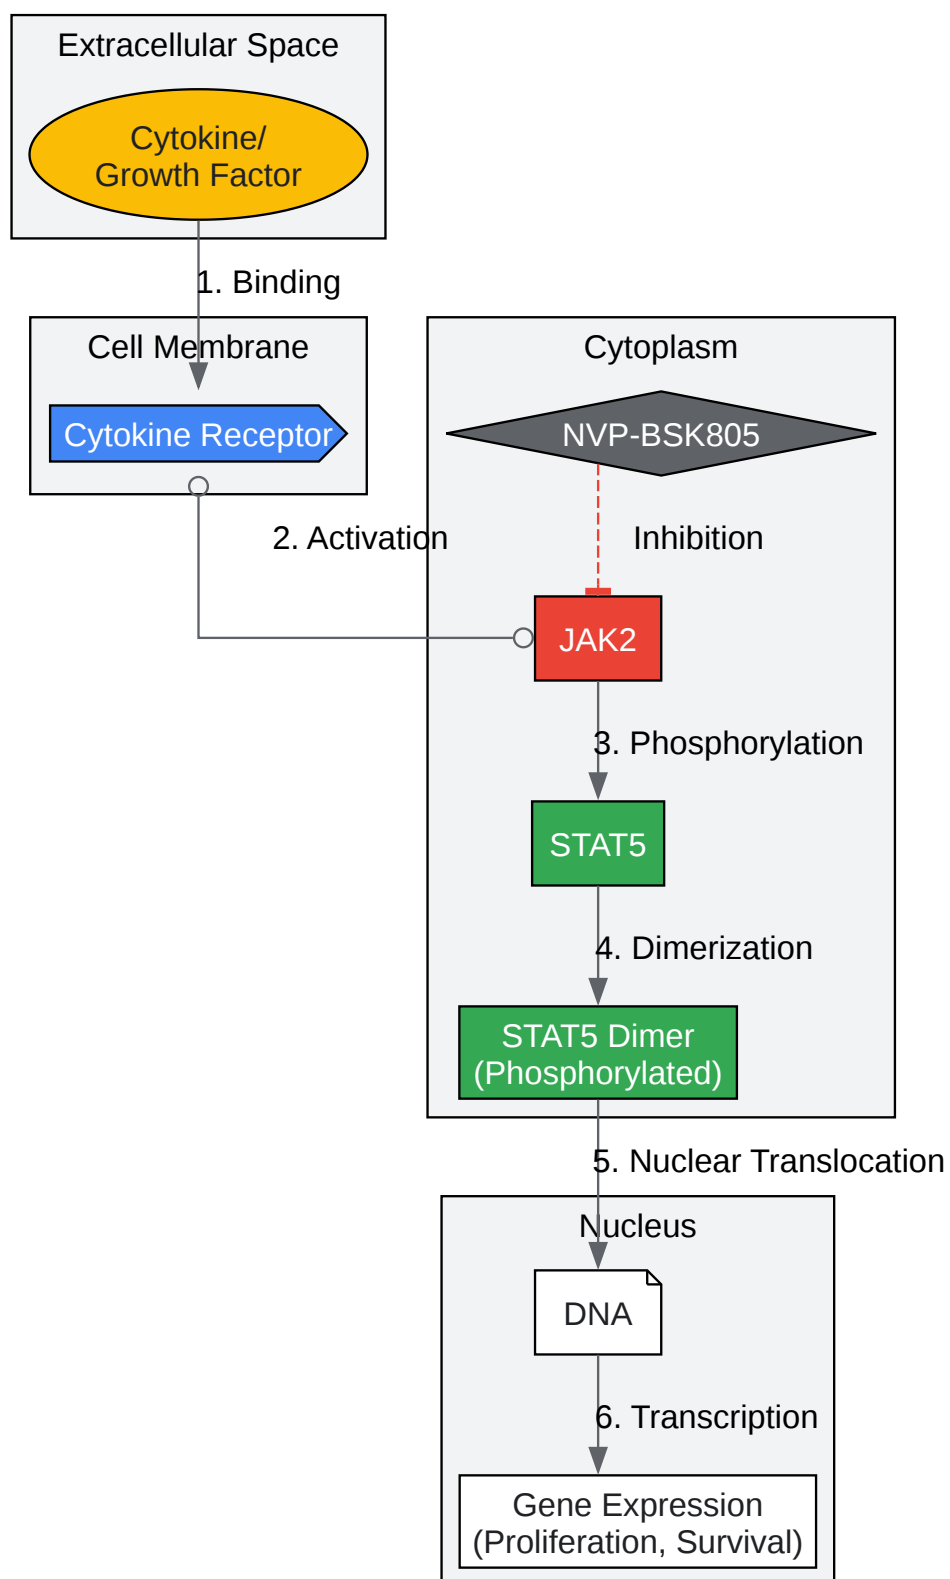 Extracellular Space
Cytokine/
Growth Factor
1. Binding
Cell Membrane
Cytokine Receptor
Cytoplasm
NVP-BSK805
2. Activation
Inhibition
JAK2
3. Phosphorylation
STAT5
4. Dimerization
STAT5 Dimer
(Phosphorylated)
5. Nuclear Translocation
Nucleus
DNA
6. Transcription
Gene Expression
(Proliferation, Survival)